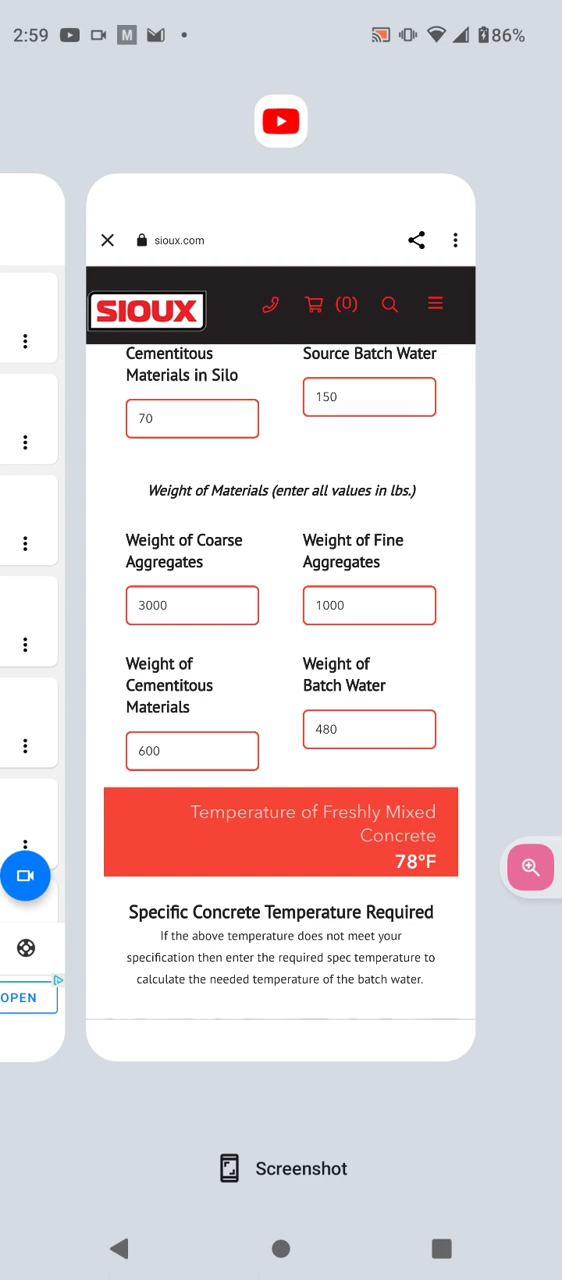 2:59
M
86%
sioux.com
SIOUX
(0)
Cementitous
Materials in Silo
Source Batch Water
70
150
Weight of Materials (enter all values in lbs.)
Weight of Coarse
Aggregates
Weight of Fine
Aggregates
3000
1000
Weight of
Cementitous
Materials
Weight of
Batch Water
600
480
Temperature of Freshly Mixed
Concrete
78°F
Specific Concrete Temperature Required
If the above temperature does not meet your
specification then enter the required spec temperature to
calculate the needed temperature of the batch water.
OPEN
Screenshot